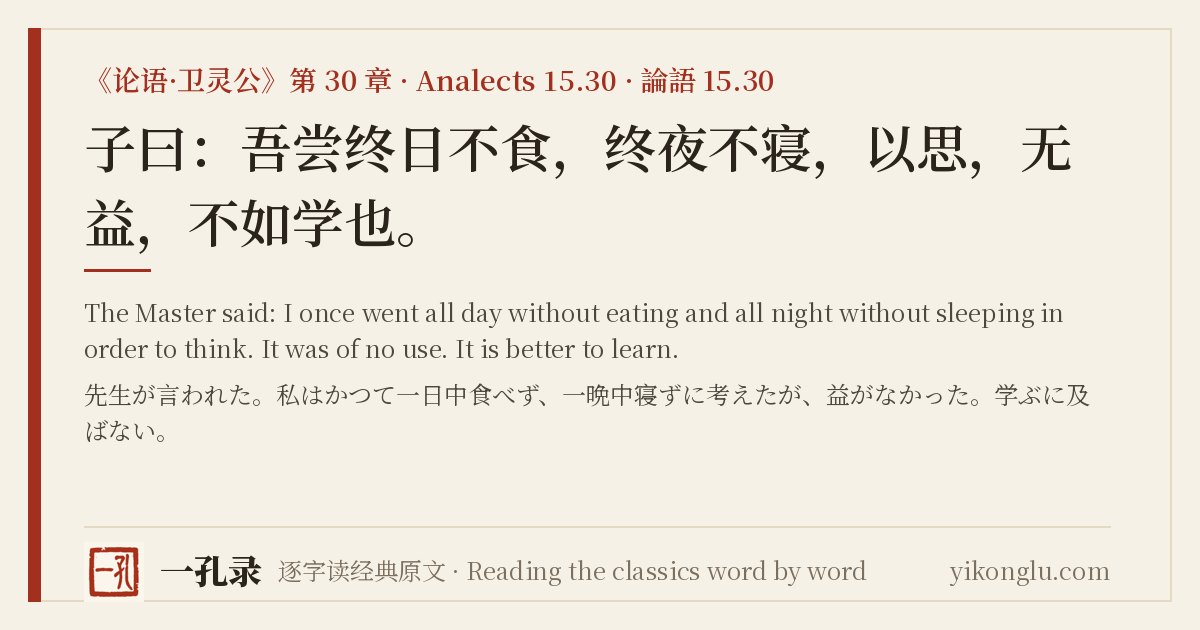 《论语·卫灵公》第 30 章 · Analects 15.30 · 論語 15.30
子曰：吾尝终日不食，终夜不寝，以思，无
益，不如学也。
The Master said: I once went all day without eating and all night without sleeping in
order to think. It was of no use. It is better to learn.
先生が言われた。私はかつて一日中食べず、一晩中寝ずに考えたが、益がなかった。学ぶに及
ばない。
一孔 一孔录 逐字读经典原文 · Reading the classics word by word yikonglu.com